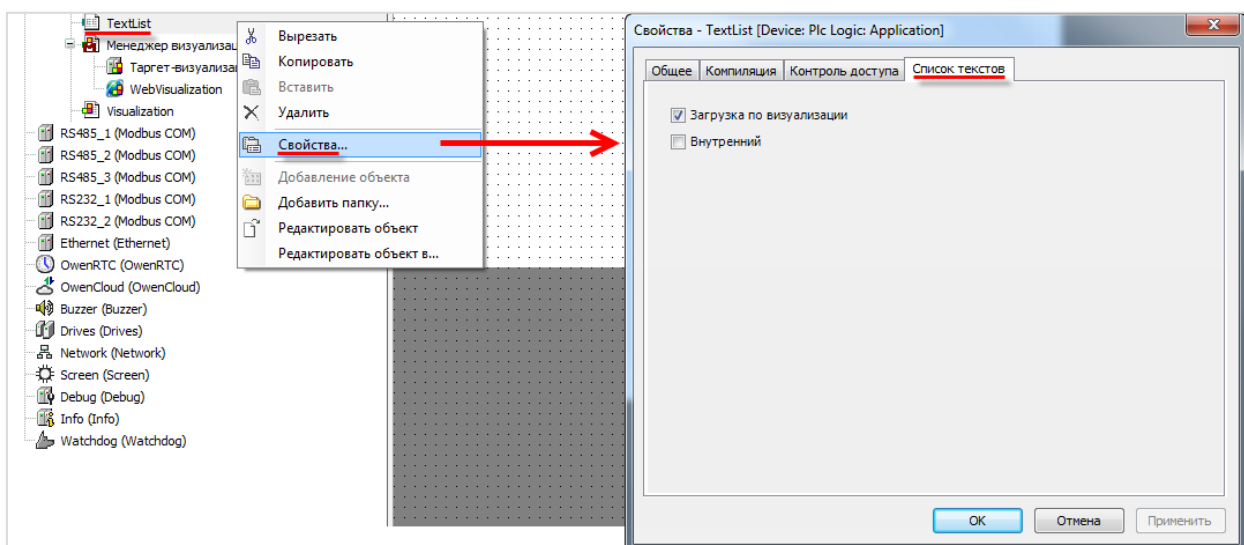 TextList
Менеджер визуализац
Таргет-визуализа
WebVisualization
Visualization
RS485_1 (Modbus COM)
RS485_2 (Modbus COM)
RS485_3 (Modbus COM)
RS232_1 (Modbus COM)
RS232_2 (Modbus COM)
Ethernet (Ethernet)
OwenRTC (OwenRTC)
OwenCloud (OwenCloud)
Buzzer (Buzzer)
Drives (Drives)
Network (Network)
Screen (Screen)
Debug (Debug)
Info (Info)
Watchdog (Watchdog)
Вырезать
Копировать
Вставить
Удалить
Свойства...
Добавление объекта
Добавить папку...
Редактировать объект
Редактировать объект в...
Свойства - TextList [Device: Plc Logic: Application]
Общее Компиляция Контроль доступа Список текстов
Загрузка по визуализации
Внутренний
OK Отмена Применить